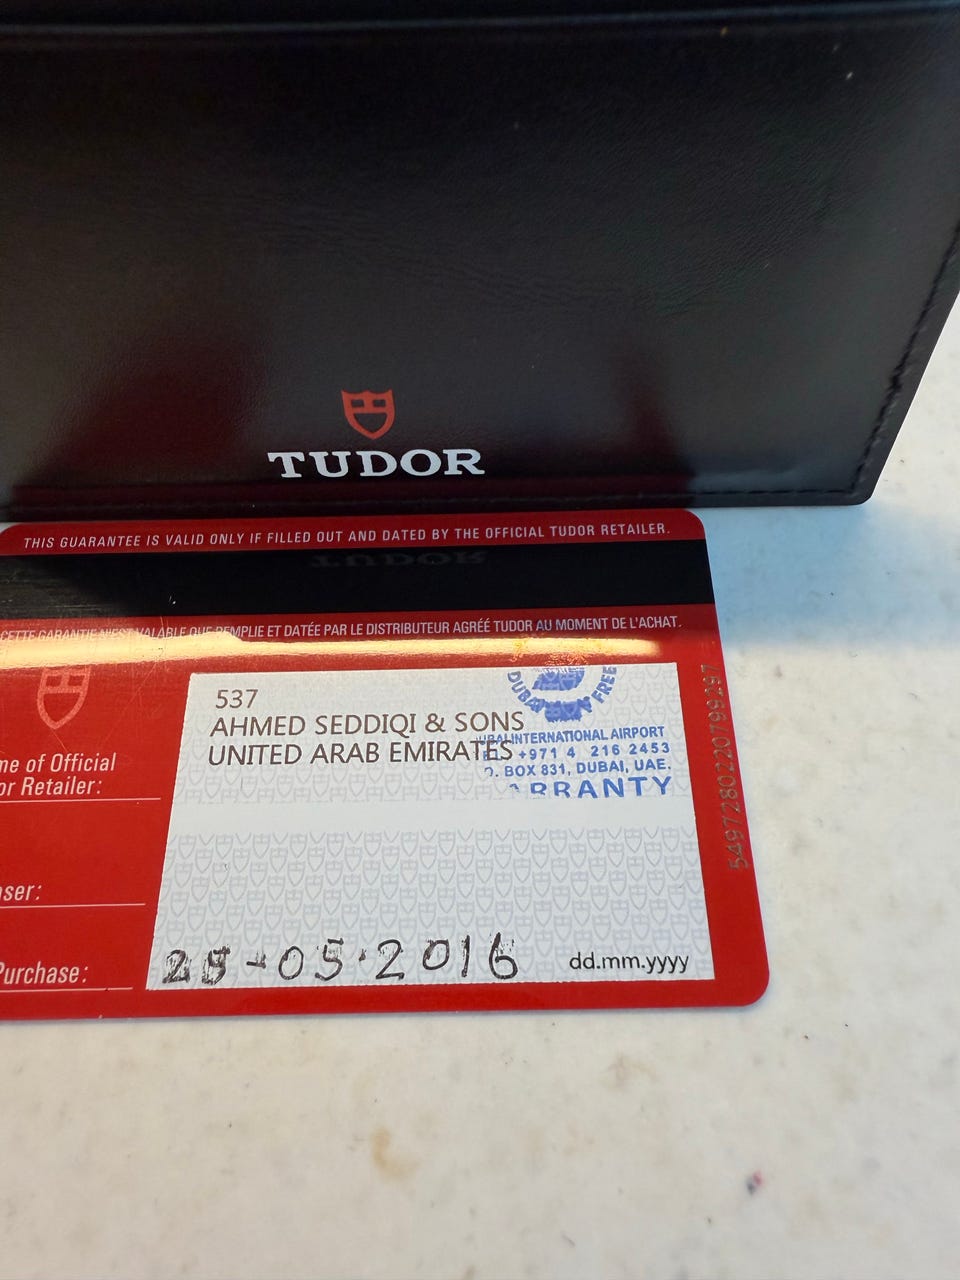 TUDOR
THIS GUARANTEE IS VALID ONLY IF FILLED OUT AND DATED BY THE OFFICIAL TUDOR RETAILER.
CETTE GARANTIE N'EST VALABLE QUE REMPLIE ET DATÉE PAR LE DISTRIBUTEUR AGRÉÉ TUDOR AU MOMENT DE L'ACHAT.
537
AHMED SEDDIQI & SONS
UNITED ARAB EMIRATES
DUBAI FREE
INTERNATIONAL AIRPORT
+971 4 216 2453
BOX 831, DUBAI, UAE.
RRANTY
me of Official
or Retailer:
ser:
Purchase:
-05.2016
dd.mm.yyyy